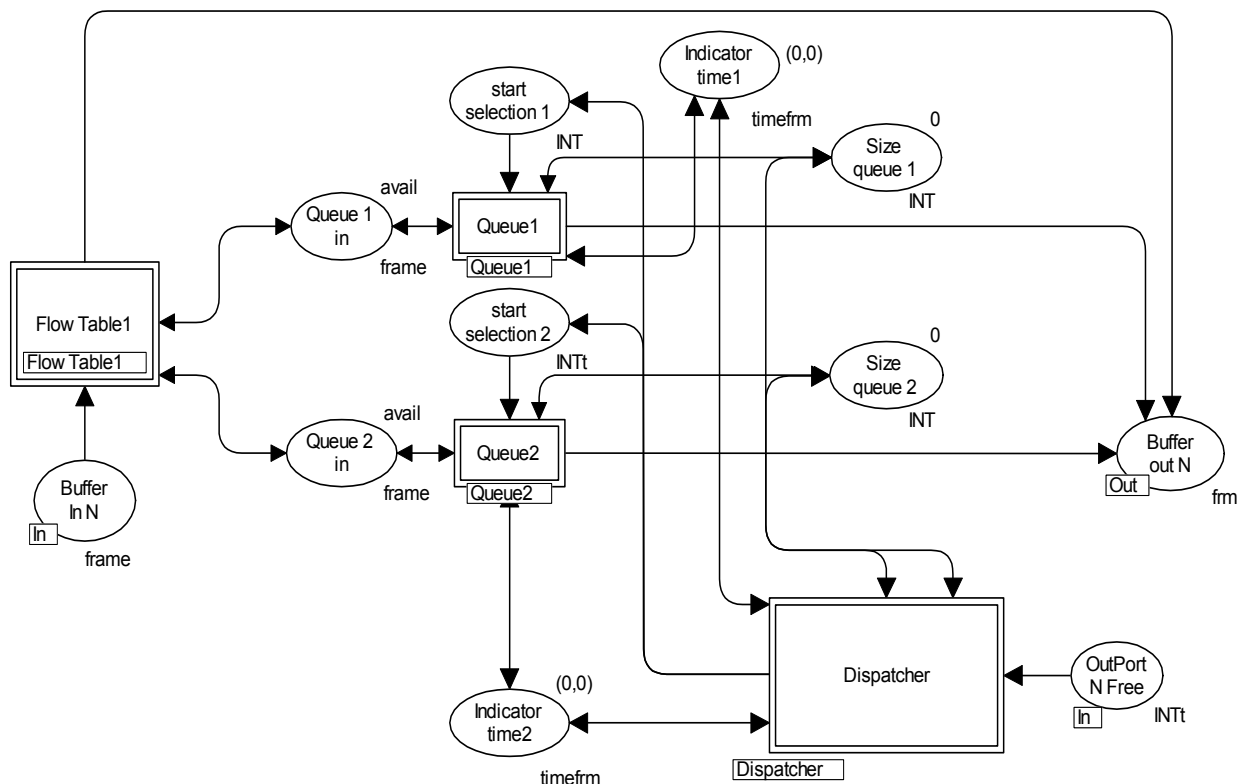 Indicator
time1
(0,0)
timefrm
start
selection 1
INT
0
Size
queue 1
INT
avail
Queue 1
in
frame
Queue1
Queue1
Flow Table1
Flow Table1
start
selection 2
INTt
0
Size
queue 2
INT
avail
Queue 2
in
frame
Queue2
Queue2
Buffer
In N
In
frame
Buffer
out N
Out
frm
Dispatcher
Dispatcher
OutPort
N Free
In
INTt
(0,0)
Indicator
time2
timefrm